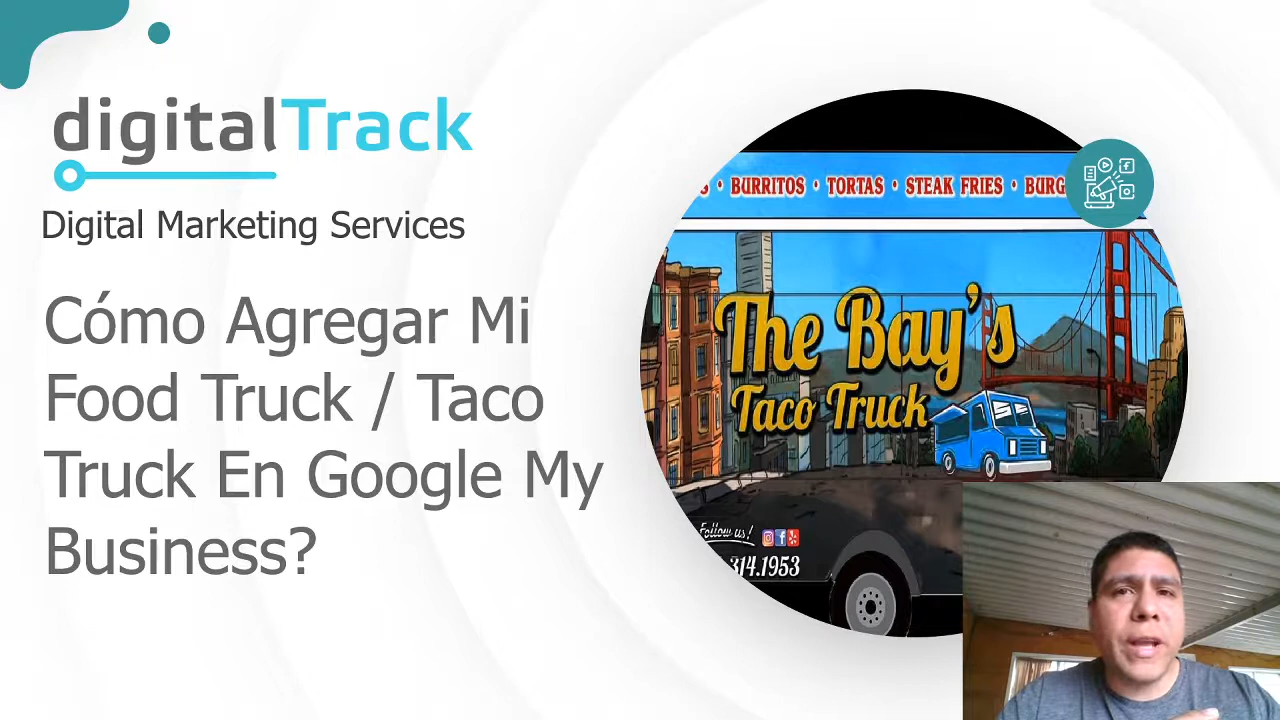 digitalTrack
Digital Marketing Services
Cómo Agregar Mi
Food Truck / Taco
Truck En Google My
Business?
• BURRITOS • TORTAS • STEAK FRIES •
The Bay's
Taco Truck
Follow us!
314.1953